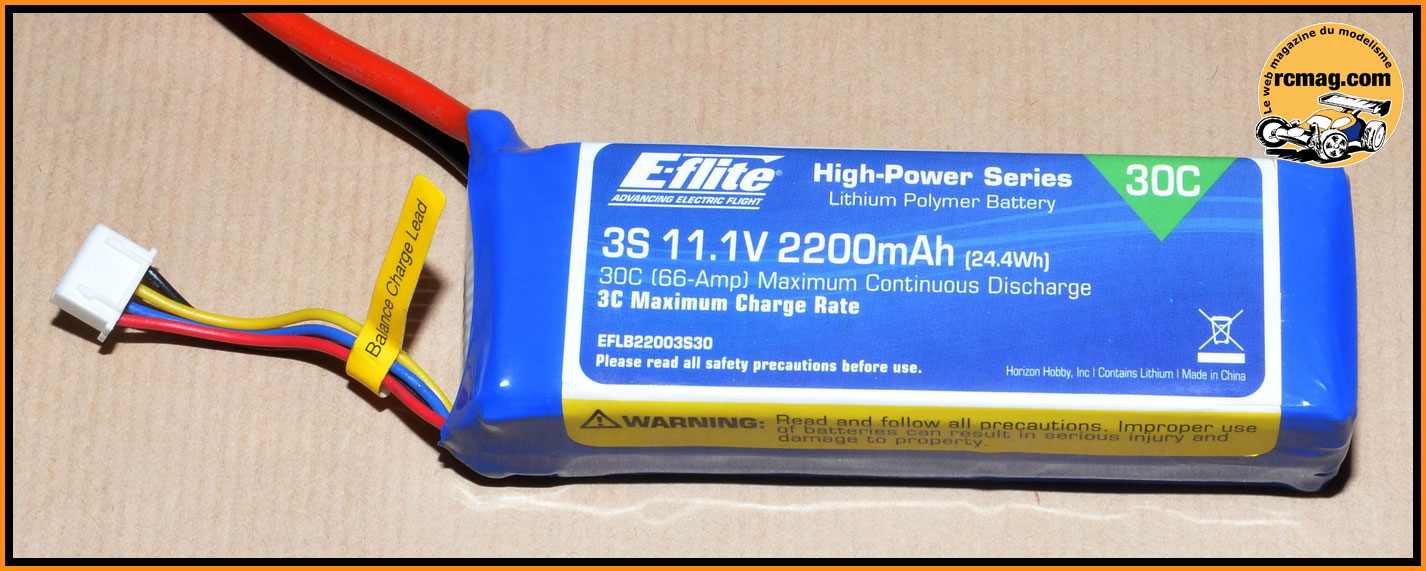 Le web magazine du modelisme
rcmag.com
E-flite®
ADVANCING ELECTRIC FLIGHT
High-Power Series
Lithium Polymer Battery
30C
3S 11.1V 2200mAh (24.4Wh)
30C (66-Amp) Maximum Continuous Discharge
3C Maximum Charge Rate
EFLB22003S30
Please read all safety precautions before use.
Horizon Hobby, Inc | Contains Lithium | Made in China
WARNING: Read and follow all precautions. Improper use
of batteries can result in serious injury and
damage to property.
Balance Charge Lead